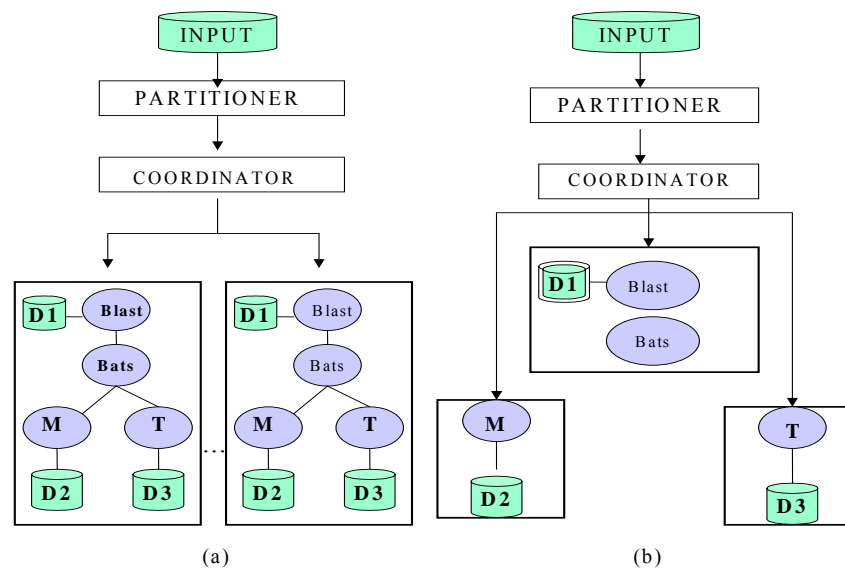 INPUT
PARTITIONER
COORDINATOR
D1
Blast
Bats
M
T
D2
D3
...
D1
Blast
Bats
M
T
D2
D3
(a)
INPUT
PARTITIONER
COORDINATOR
D1
Blast
Bats
M
D2
T
D3
(b)